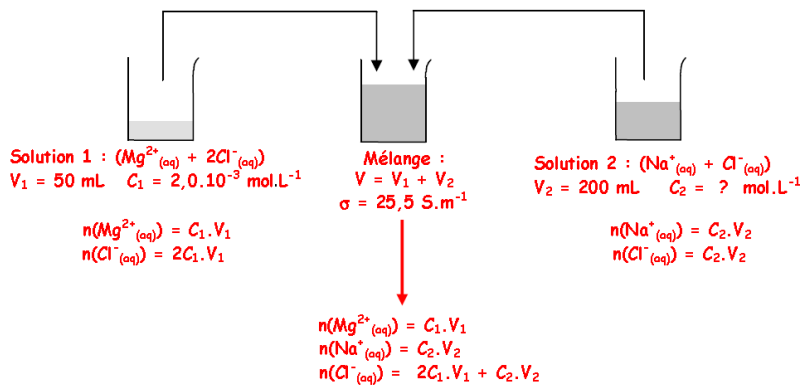 Solution 1 : (Mg²⁺₍aq₎ + 2Cl⁻₍aq₎)
V₁ = 50 mL C₁ = 2,0.10⁻³ mol.L⁻¹
n(Mg²⁺₍aq₎) = C₁.V₁
n(Cl⁻₍aq₎) = 2C₁.V₁
Mélange :
V = V₁ + V₂
σ = 25,5 S.m⁻¹
Solution 2 : (Na⁺₍aq₎ + Cl⁻₍aq₎)
V₂ = 200 mL C₂ = ? mol.L⁻¹
n(Na⁺₍aq₎) = C₂.V₂
n(Cl⁻₍aq₎) = C₂.V₂
n(Mg²⁺₍aq₎) = C₁.V₁
n(Na⁺₍aq₎) = C₂.V₂
n(Cl⁻₍aq₎) = 2C₁.V₁ + C₂.V₂